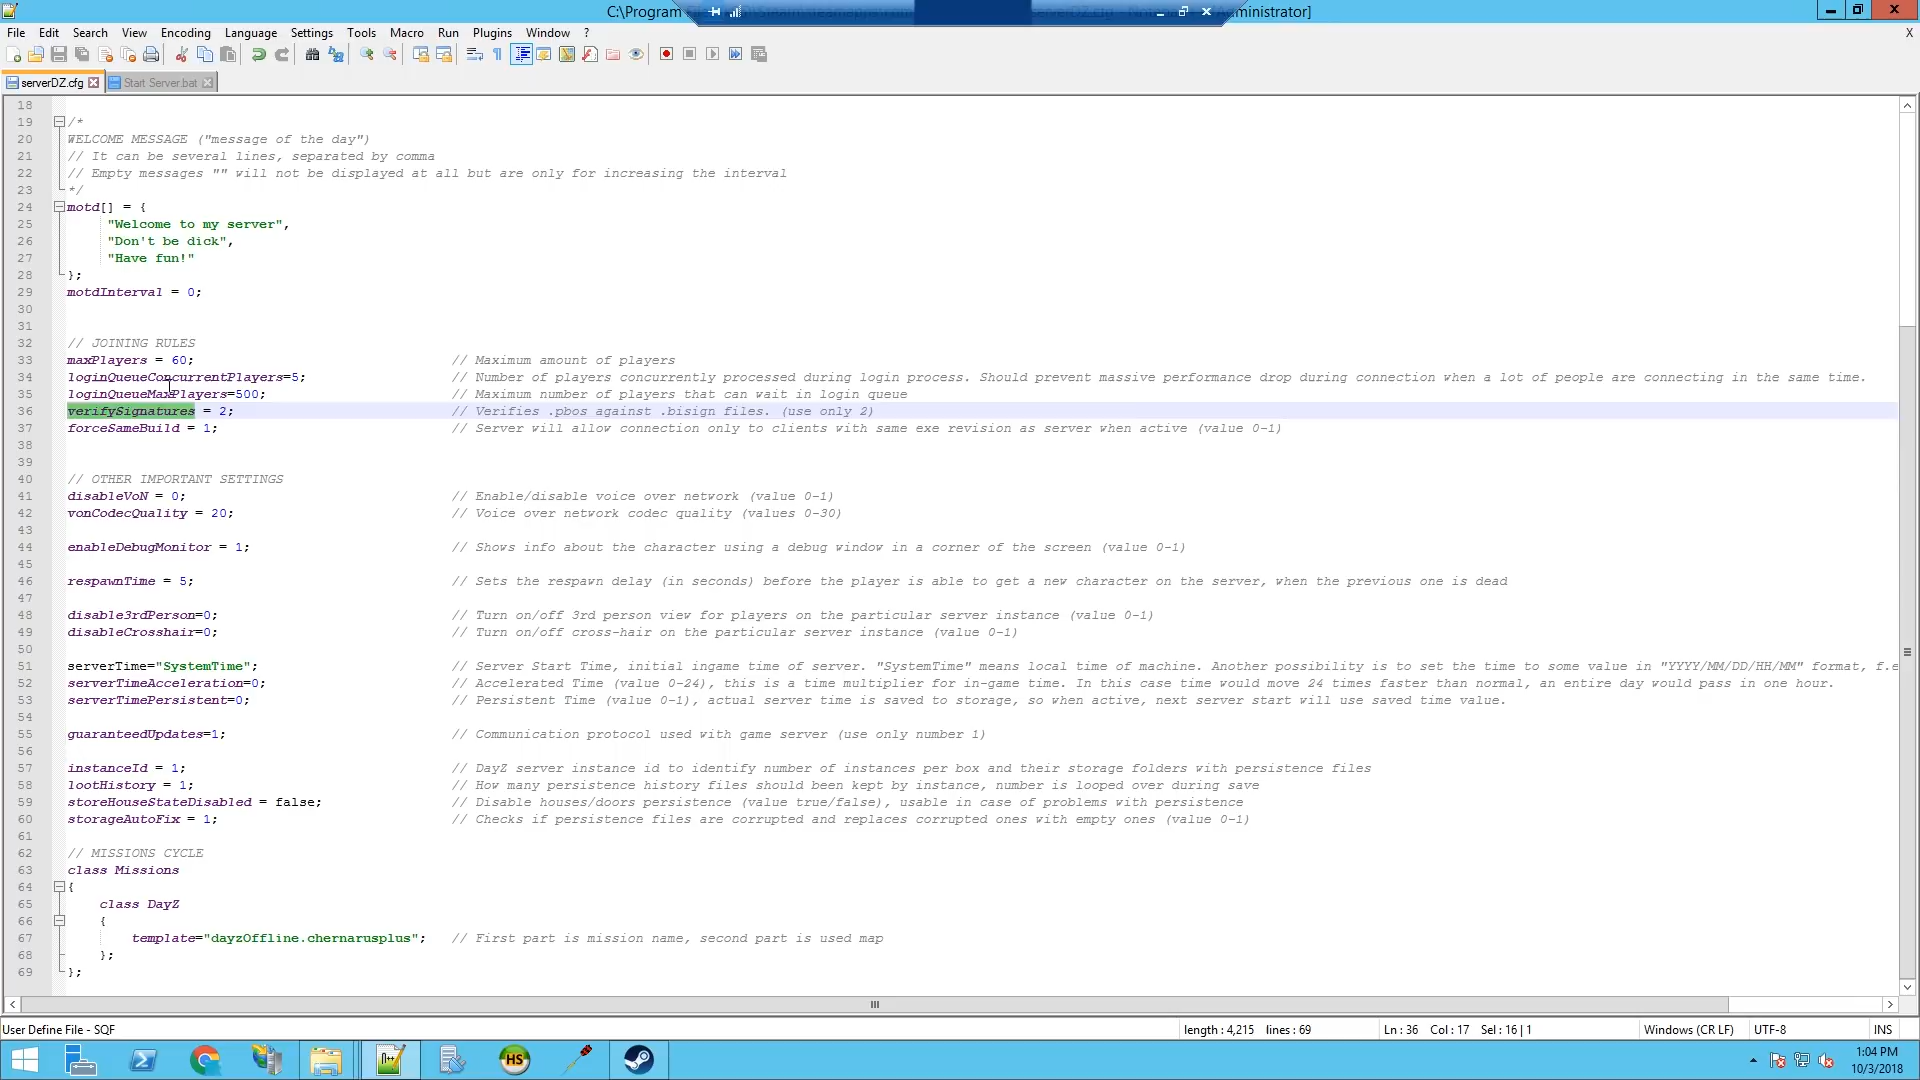 C:\Program
Administrator]
File Edit Search View Encoding Language Settings Tools Macro Run Plugins Window ? X
serverDZ.cfg Start Server.bat
18
19 /*
20 WELCOME MESSAGE ("message of the day")
21 // It can be several lines, separated by comma
22 // Empty messages "" will not be displayed at all but are only for increasing the interval
23 */
24 motd[] = {
25 "Welcome to my server",
26 "Don't be dick",
27 "Have fun!"
28 };
29 motdInterval = 0;
30
31
32 // JOINING RULES
33 maxPlayers = 60; // Maximum amount of players
34 loginQueueConcurrentPlayers=5; // Number of players concurrently processed during login process. Should prevent massive performance drop during connection when a lot of people are connecting in the same time.
35 loginQueueMaxPlayers=500; // Maximum number of players that can wait in login queue
36 verifySignatures = 2; // Verifies .pbos against .bisign files. (use only 2)
37 forceSameBuild = 1; // Server will allow connection only to clients with same exe revision as server when active (value 0-1)
38
39
40 // OTHER IMPORTANT SETTINGS
41 disableVoN = 0; // Enable/disable voice over network (value 0-1)
42 vonCodecQuality = 20; // Voice over network codec quality (values 0-30)
43
44 enableDebugMonitor = 1; // Shows info about the character using a debug window in a corner of the screen (value 0-1)
45
46 respawnTime = 5; // Sets the respawn delay (in seconds) before the player is able to get a new character on the server, when the previous one is dead
47
48 disable3rdPerson=0; // Turn on/off 3rd person view for players on the particular server instance (value 0-1)
49 disableCrosshair=0; // Turn on/off cross-hair on the particular server instance (value 0-1)
50
51 serverTime="SystemTime"; // Server Start Time, initial ingame time of server. "SystemTime" means local time of machine. Another possibility is to set the time to some value in "YYYY/MM/DD/HH/MM" format, f.e
52 serverTimeAcceleration=0; // Accelerated Time (value 0-24), this is a time multiplier for in-game time. In this case time would move 24 times faster than normal, an entire day would pass in one hour.
53 serverTimePersistent=0; // Persistent Time (value 0-1), actual server time is saved to storage, so when active, next server start will use saved time value.
54
55 guaranteedUpdates=1; // Communication protocol used with game server (use only number 1)
56
57 instanceId = 1; // DayZ server instance id to identify number of instances per box and their storage folders with persistence files
58 lootHistory = 1; // How many persistence history files should been kept by instance, number is looped over during save
59 storeHouseStateDisabled = false; // Disable houses/doors persistence (value true/false), usable in case of problems with persistence
60 storageAutoFix = 1; // Checks if persistence files are corrupted and replaces corrupted ones with empty ones (value 0-1)
61
62 // MISSIONS CYCLE
63 class Missions
64 {
65 class DayZ
66 {
67 template="dayzOffline.chernarusplus"; // First part is mission name, second part is used map
68 };
69 };
User Define File - SQF length : 4,215 lines : 69 Ln : 36 Col : 17 Sel : 16 | 1 Windows (CR LF) UTF-8 INS
n++ HS
1:04 PM
10/3/2018